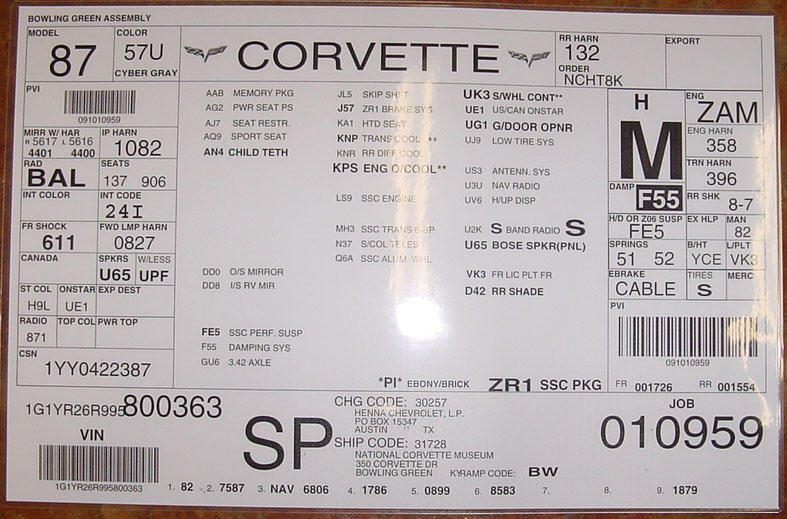 BOWLING GREEN ASSEMBLY
MODEL
87
COLOR
57U
CYBER GRAY
CORVETTE
RR HARN
132
ORDER
NCHT8K
EXPORT
PVI
091010959
MIRR W/ HAR
R 5617 L 5616
4401 4400
IP HARN
1082
RAD
BAL
SEATS
137 906
INT COLOR
INT CODE
24I
FR SHOCK
611
FWD LMP HARN
0827
CANADA
SPKRS
U65
W/LESS
UPF
ST COL
H9L
ONSTAR
UE1
EXP DEST
RADIO
871
TOP COL
PWR TOP
CSN
1YY0422387
AAB MEMORY PKG
AG2 PWR SEAT PS
AJ7 SEAT RESTR.
AQ9 SPORT SEAT
AN4 CHILD TETH
DD0 O/S MIRROR
DD8 I/S RV MIR
FE5 SSC PERF. SUSP
F55 DAMPING SYS
GU6 3.42 AXLE
JL5 SKIP SHFT
J57 ZR1 BRAKE SYS
KA1 HTD SEAT
KNP TRANS COOL **
KNR RR DIFF COOL
KPS ENG O/COOL**
LS9 SSC ENGINE
MH3 SSC TRANS 6-SP
N37 S/COL TELES
Q6A SSC ALUM. WHL
UK3 S/WHL CONT**
UE1 US/CAN ONSTAR
UG1 G/DOOR OPNR
UJ9 LOW TIRE SYS
US3 ANTENN. SYS
U3U NAV RADIO
UV6 H/UP DISP
U2K S BAND RADIO S
U65 BOSE SPKR(PNL)
VK3 FR LIC PLT FR
D42 RR SHADE
*PI* EBONY/BRICK ZR1 SSC PKG
H
M
DAMP
F55
ENG
ZAM
ENG HARN
358
TRN HARN
396
RR SHK
8-7
H/D OR Z06 SUSP
FE5
EX HLP
MAN
82
SPRINGS
51 52
B/HT
YCE
L/PLT
VK3
EBRAKE
CABLE
TIRES
S
MERC
PVI
091010959
FR 001726 RR 001554
1G1YR26R995800363
VIN
1G1YR26R995800363
SP
CHG CODE: 30257
HENNA CHEVROLET, L.P.
PO BOX 15347
AUSTIN TX
SHIP CODE: 31728
NATIONAL CORVETTE MUSEUM
350 CORVETTE DR
BOWLING GREEN KYRAMP CODE: BW
JOB
010959
1. 82 2. 7587 3. NAV 6806 4. 1786 5. 0899 6. 8583 7. 8. 9. 1879